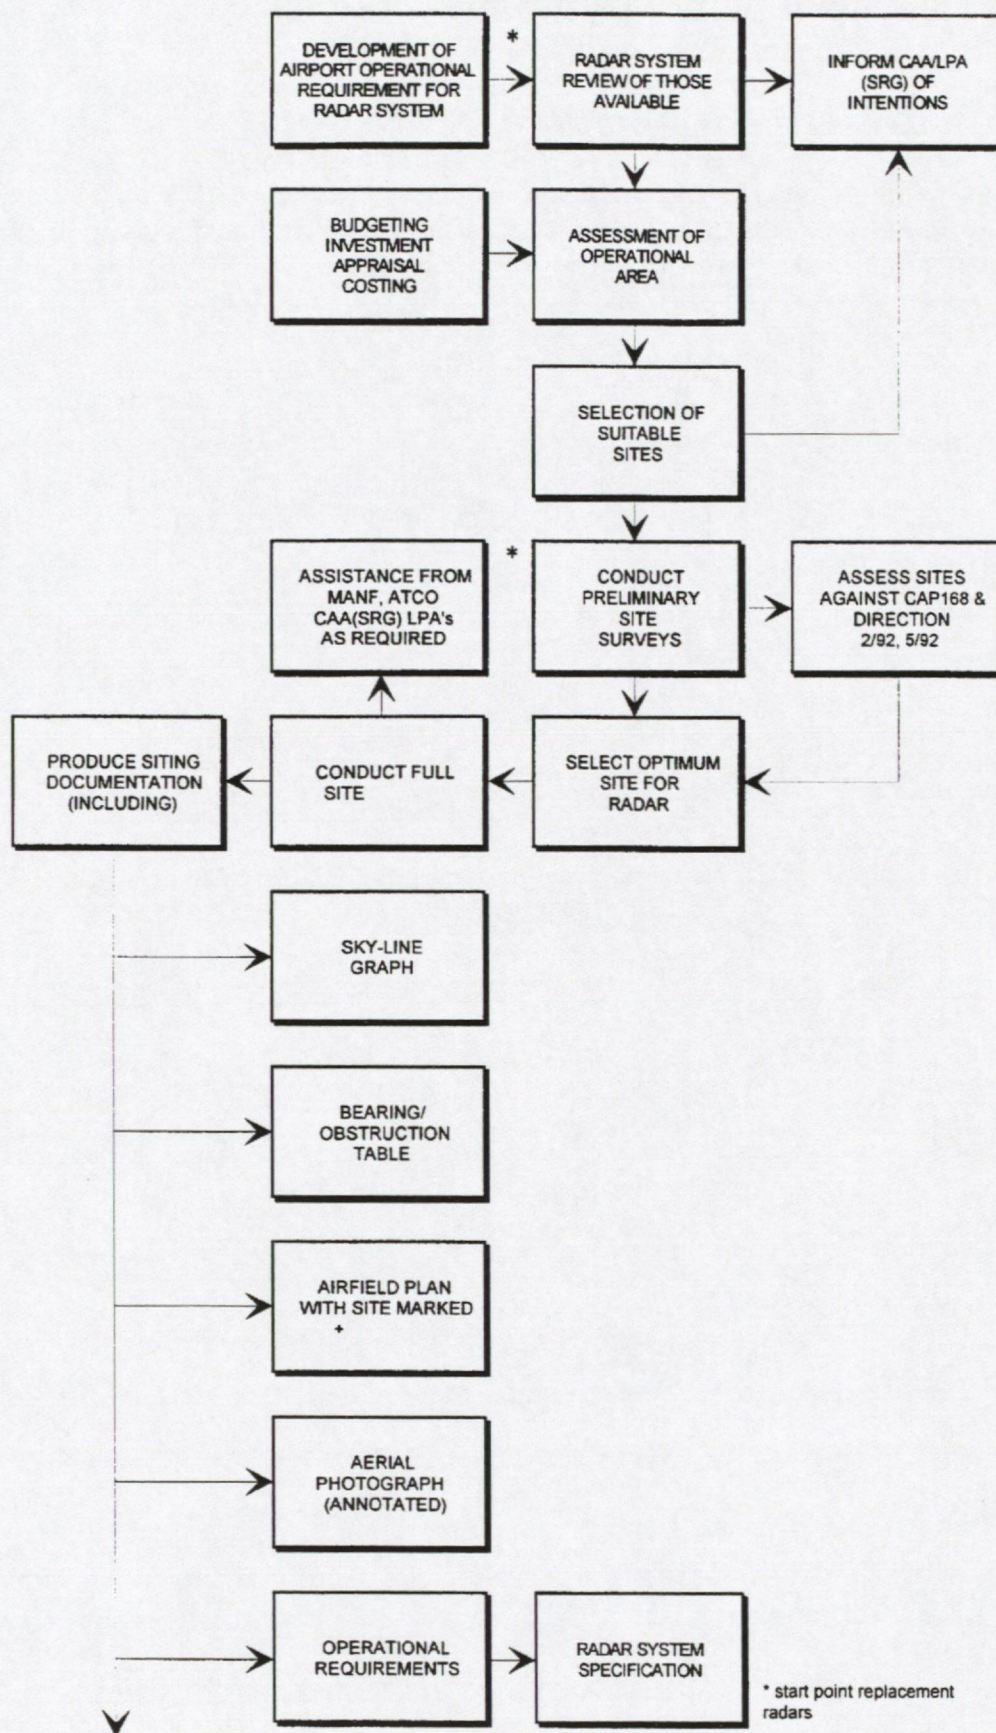 DEVELOPMENT OF
AIRPORT OPERATIONAL
REQUIREMENT FOR
RADAR SYSTEM
*
RADAR SYSTEM
REVIEW OF THOSE
AVAILABLE
INFORM CAA/LPA
(SRG) OF
INTENTIONS
BUDGETING
INVESTMENT
APPRAISAL
COSTING
ASSESSMENT OF
OPERATIONAL
AREA
SELECTION OF
SUITABLE
SITES
ASSISTANCE FROM
MANF, ATCO
CAA(SRG) LPA's
AS REQUIRED
*
CONDUCT
PRELIMINARY
SITE
SURVEYS
ASSESS SITES
AGAINST CAP168 &
DIRECTION
2/92, 5/92
PRODUCE SITING
DOCUMENTATION
(INCLUDING)
CONDUCT FULL
SITE
SELECT OPTIMUM
SITE FOR
RADAR
SKY-LINE
GRAPH
BEARING/
OBSTRUCTION
TABLE
AIRFIELD PLAN
WITH SITE MARKED
+
AERIAL
PHOTOGRAPH
(ANNOTATED)
OPERATIONAL
REQUIREMENTS
RADAR SYSTEM
SPECIFICATION
* start point replacement
radars